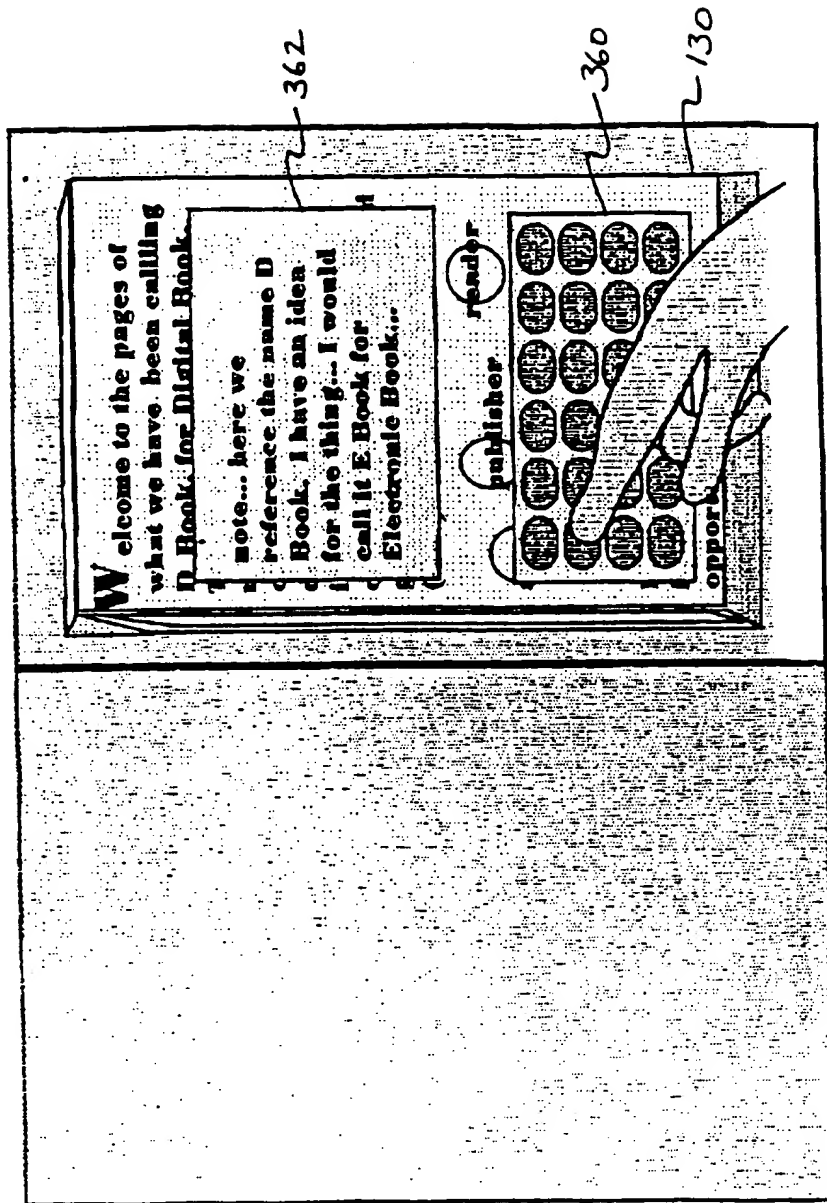 Welcome to the pages of
what we have been calling
D Book, for Digital Book.
note... here we
reference the name D
Book. I have an idea
for the thing... I would
call it E Book for
Electronic Book...
publisher
reader
362
360
130